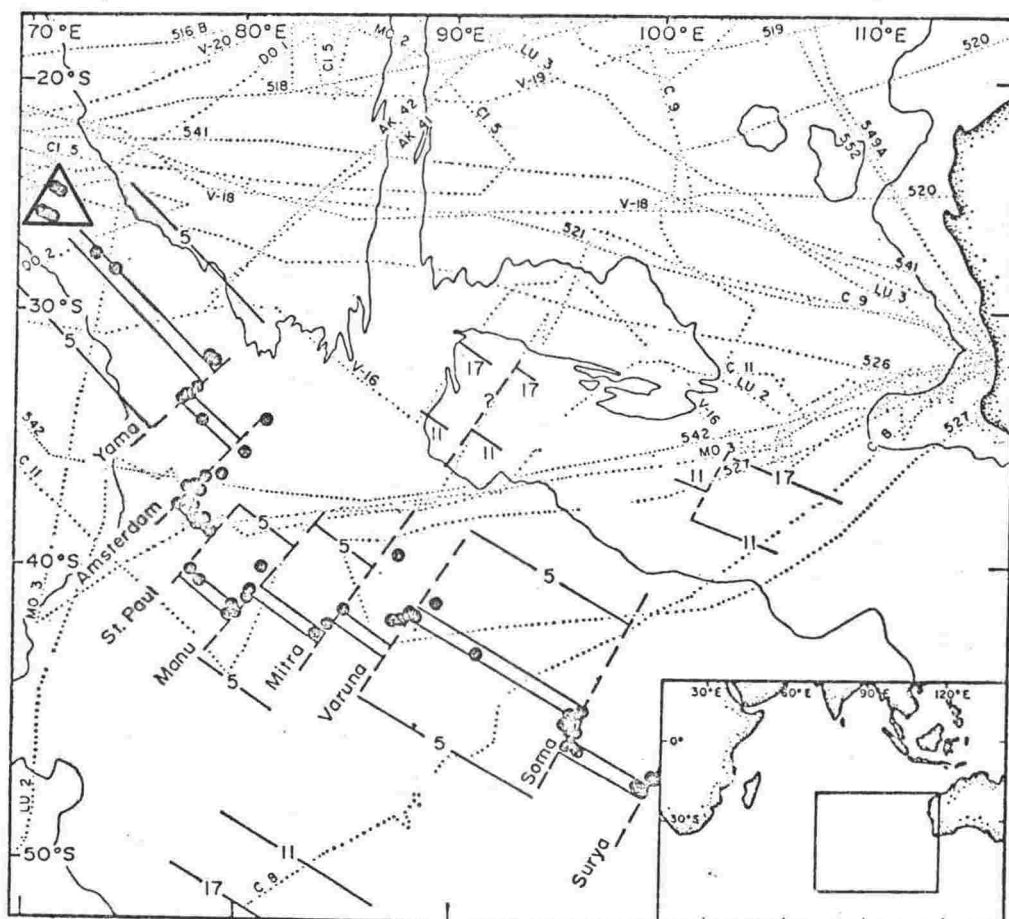 70°E
80°E
90°E
100°E
110°E
516 B
V-20
DO 1
CI 5
MO 2
LU 3
519
520
20°S
518
V-19
AK 42
AK 41
CI 5
C 9
549A
552
541
CI 5
V-18
5
V-18
520
521
DO 2
541
LU 3
C 9
30°S
5
V-16
17
17
?
C 11
LU 2
526
V-16
11
11
542
MO 3
527
8
527
542
C 11
Yama
11
17
11
Amsterdam
40°S
MO 3
St. Paul
5
5
5
Manu
Mitra
Varuna
5
5
Soma
Surya
LU 2
50°S
11
17
C 8
30°E
60°E
90°E
120°E
0°
30°S